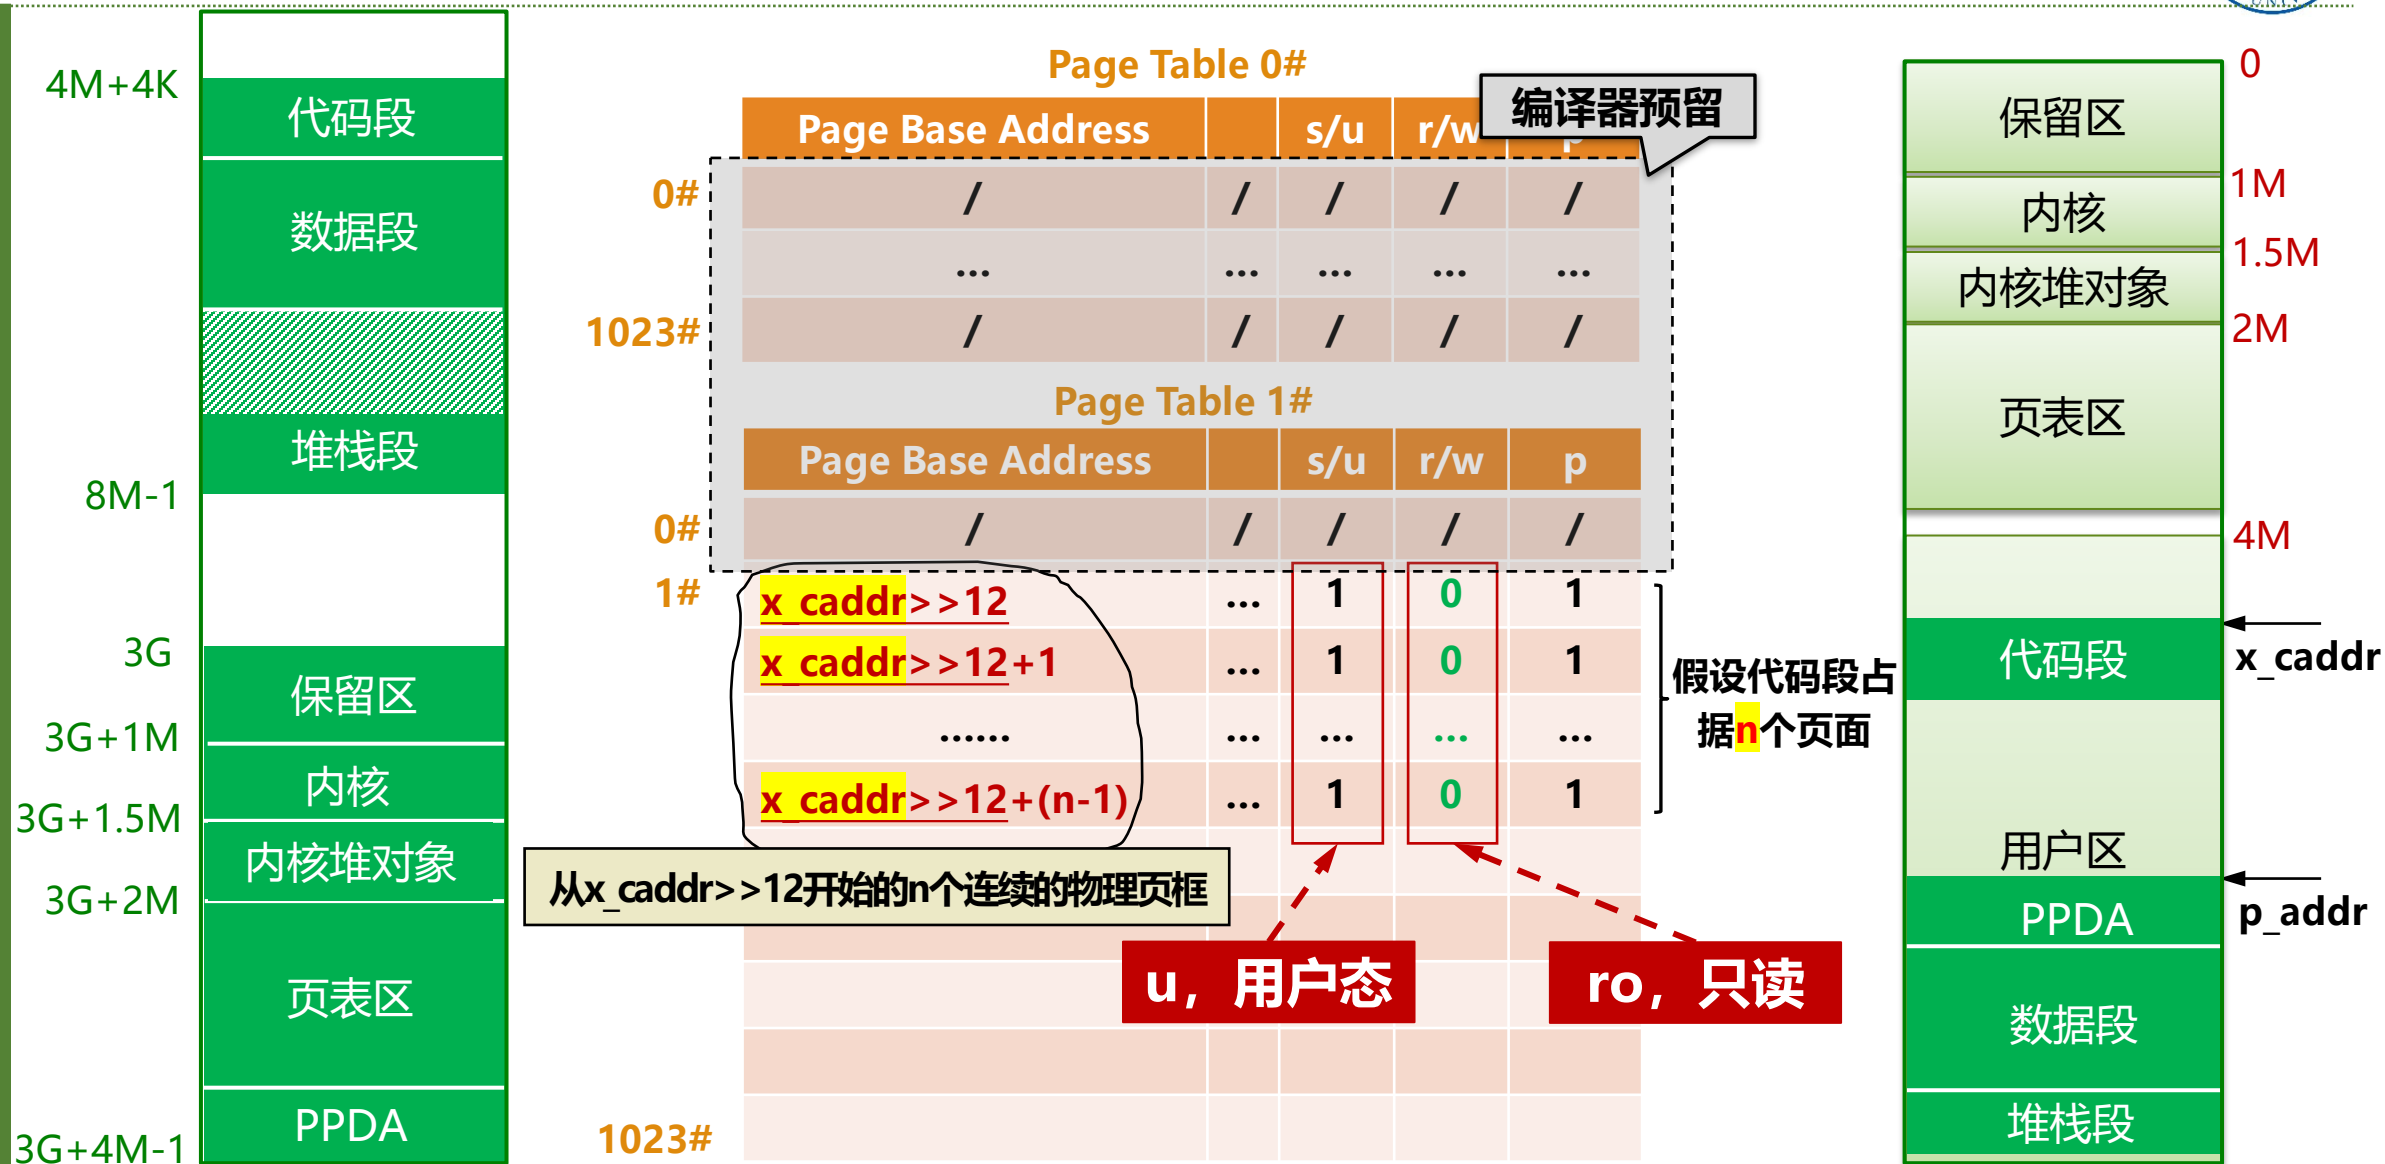 4M+4K
代码段
数据段
堆栈段
8M-1
3G
保留区
3G+1M
内核
3G+1.5M
内核堆对象
3G+2M
页表区
PPDA
3G+4M-1
Page Table 0#
编译器预留
Page Base Address s/u r/w p
0# / / / / /
... ... ... ... ...
1023# / / / / /
Page Table 1#
Page Base Address s/u r/w p
0# / / / / /
1# x_caddr>>12 ... 1 0 1
x_caddr>>12+1 ... 1 0 1
...... ... ... ... ...
x_caddr>>12+(n-1) ... 1 0 1
1023#
假设代码段占
据n个页面
从x_caddr>>12开始的n个连续的物理页框
u，用户态
ro，只读
0
保留区
1M
内核
1.5M
内核堆对象
2M
页表区
4M
代码段
x_caddr
用户区
p_addr
PPDA
数据段
堆栈段